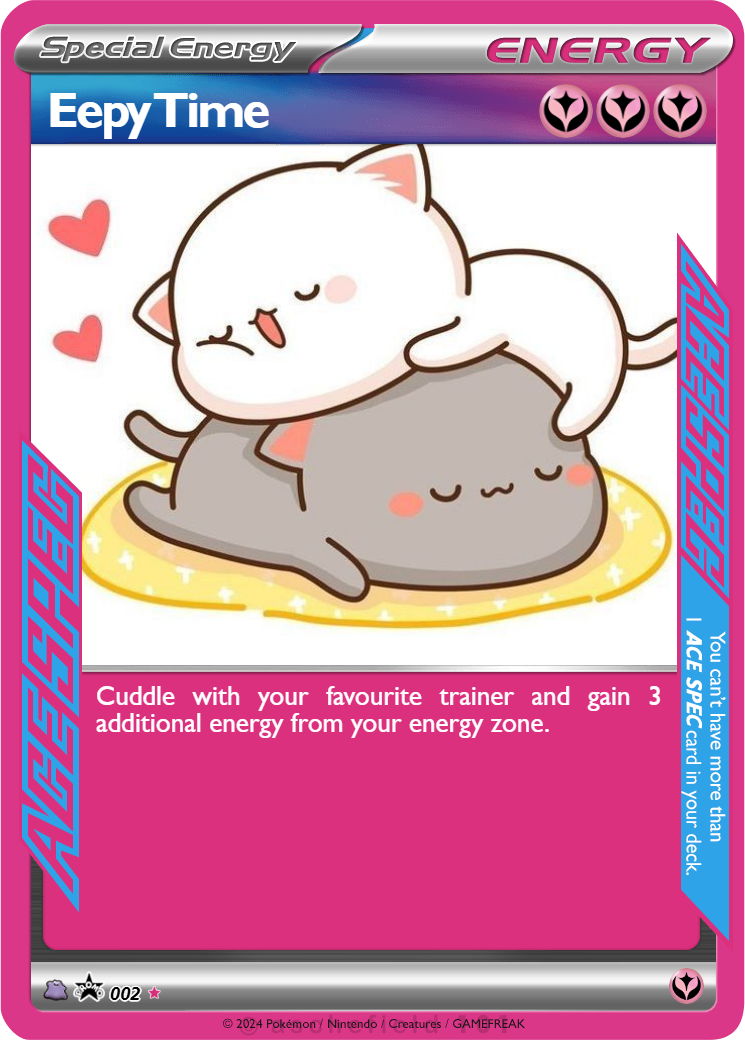 Special Energy
ENERGY
Eepy Time
ACE SPEC
ACE SPEC
Cuddle with your favourite trainer and gain 3
additional energy from your energy zone.
You can't have more than
1 ACE SPEC card in your deck.
PROMO
002
© 2024 Pokémon / Nintendo / Creatures / GAMEFREAK